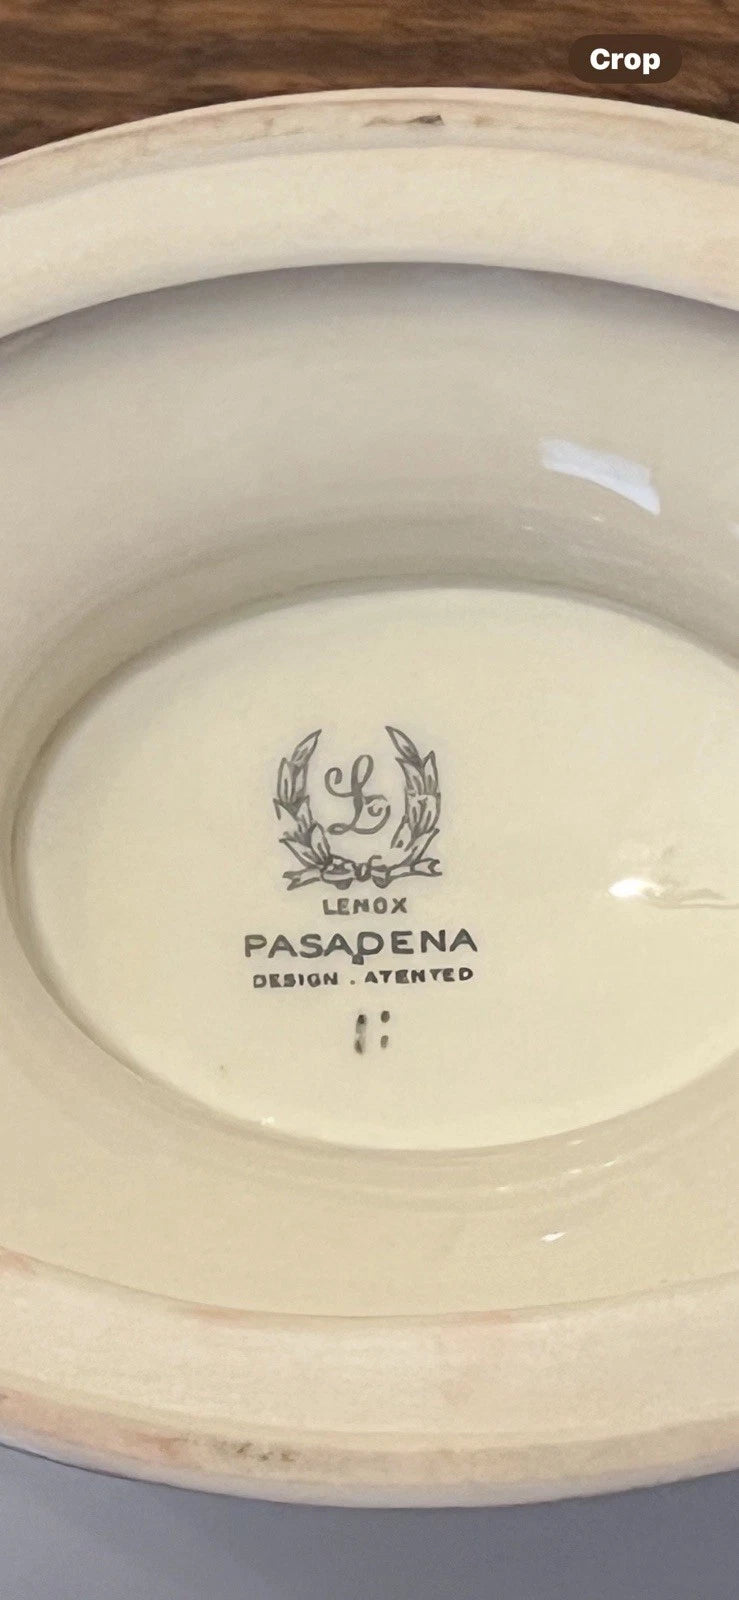 Crop
L
LENOX
PASADENA
DESIGN . ATENTED